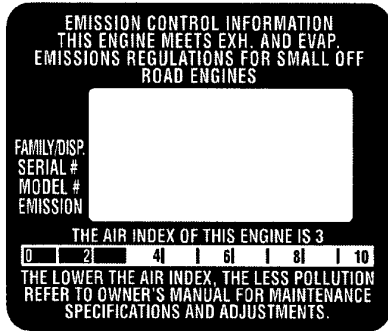 EMISSION CONTROL INFORMATION
THIS ENGINE MEETS EXH. AND EVAP.
EMISSIONS REGULATIONS FOR SMALL OFF
ROAD ENGINES
FAMILY/DISP.
SERIAL #
MODEL #
EMISSION
THE AIR INDEX OF THIS ENGINE IS 3
0 2 4 6 8 10
THE LOWER THE AIR INDEX, THE LESS POLLUTION
REFER TO OWNER'S MANUAL FOR MAINTENANCE
SPECIFICATIONS AND ADJUSTMENTS.